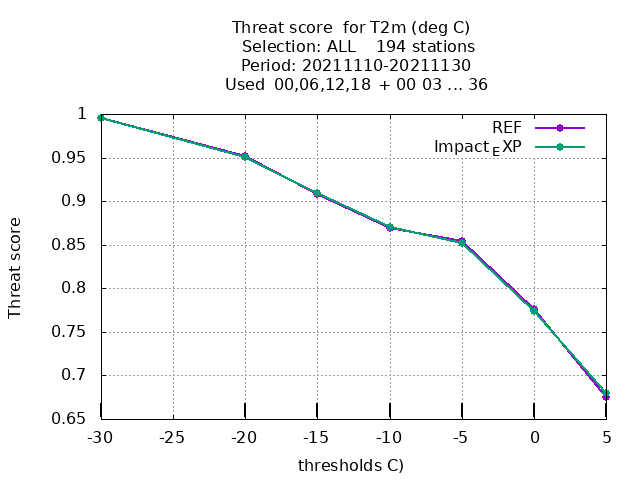 Threat score for T2m (deg C)
Selection: ALL 194 stations
Period: 20211110-20211130
Used 00,06,12,18 + 00 03 ... 36
REF
Impact_EXP
1
0.95
0.9
0.85
0.8
0.75
0.7
0.65
Threat score
-30 -25 -20 -15 -10 -5 0 5
thresholds C)